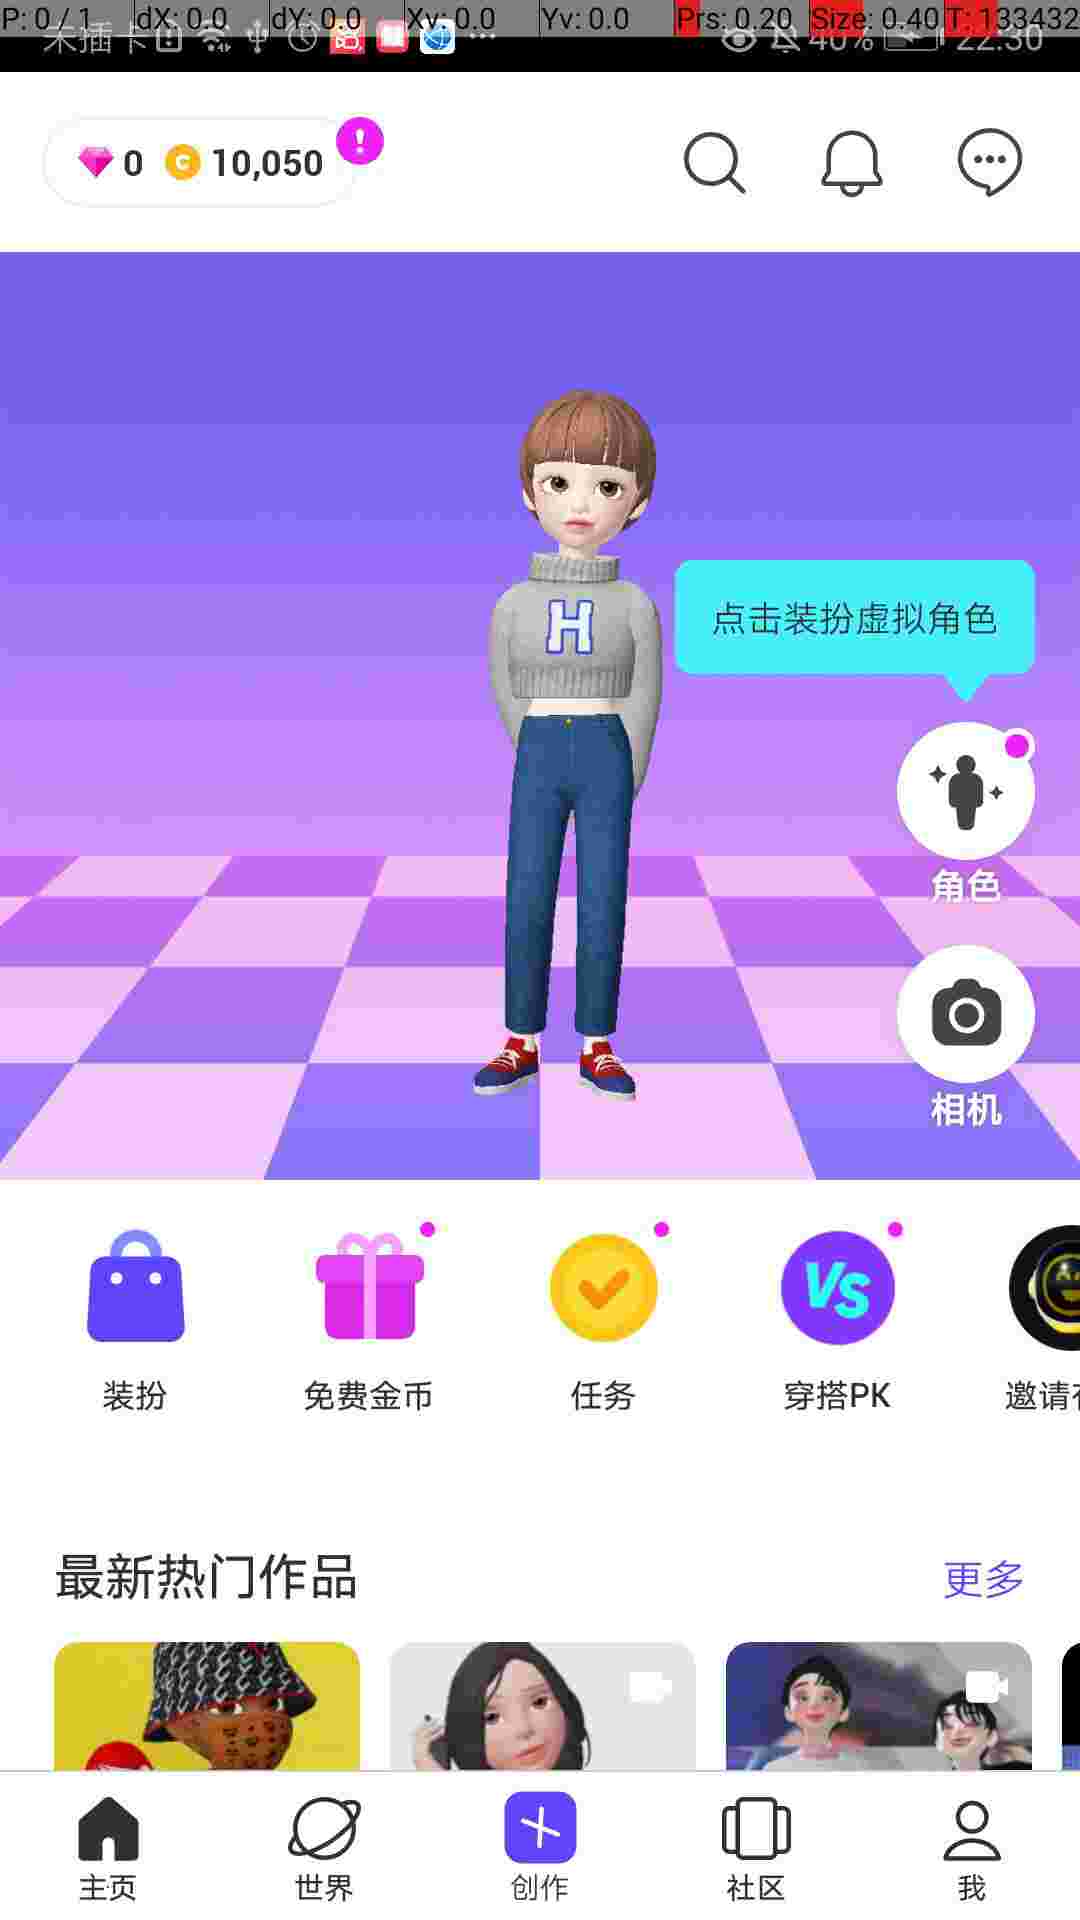 P: 0 / 1 dX: 0.0 dY: 0.0 Xv: 0.0 Yv: 0.0 Prs: 0.20 Size: 0.40 T: 133432
未插卡 40% 22:30
0 10,050
H
点击装扮虚拟角色
角色
相机
VS
装扮 免费金币 任务 穿搭PK 邀请
最新热门作品 更多
主页 世界 创作 社区 我